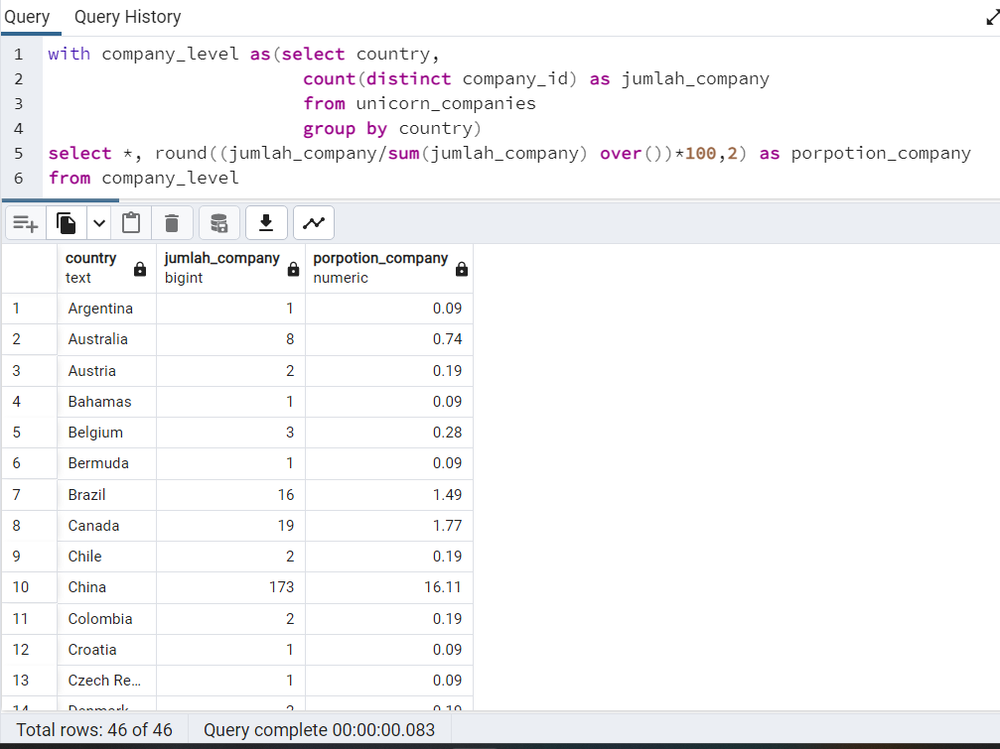 Query Query History
1 with company_level as(select country,
2 count(distinct company_id) as jumlah_company
3 from unicorn_companies
4 group by country)
5 select *, round((jumlah_company/sum(jumlah_company) over())*100,2) as porpotion_company
6 from company_level
country jumlah_company porpotion_company
text bigint numeric
1 Argentina 1 0.09
2 Australia 8 0.74
3 Austria 2 0.19
4 Bahamas 1 0.09
5 Belgium 3 0.28
6 Bermuda 1 0.09
7 Brazil 16 1.49
8 Canada 19 1.77
9 Chile 2 0.19
10 China 173 16.11
11 Colombia 2 0.19
12 Croatia 1 0.09
13 Czech Re... 1 0.09
14 Denmark 2 0.19
Total rows: 46 of 46 Query complete 00:00:00.083